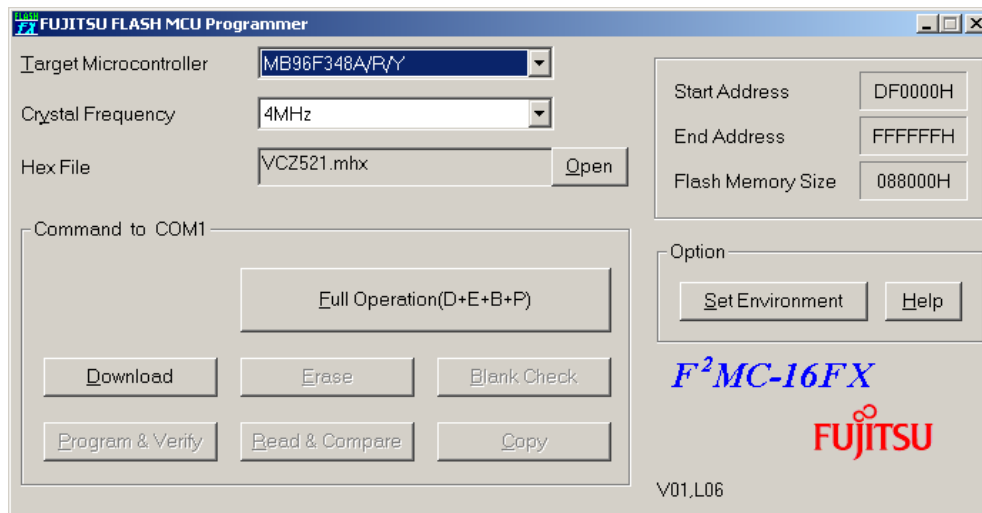 FLASH FX FUJITSU FLASH MCU Programmer
Target Microcontroller MB96F348A/R/Y
Crystal Frequency 4MHz
Hex File VCZ521.mhx Open
Start Address DF0000H
End Address FFFFFFH
Flash Memory Size 088000H
Command to COM1
Full Operation(D+E+B+P)
Download Erase Blank Check
Program & Verify Read & Compare Copy
Option
Set Environment Help
F²MC-16FX
FUJITSU
V01,L06